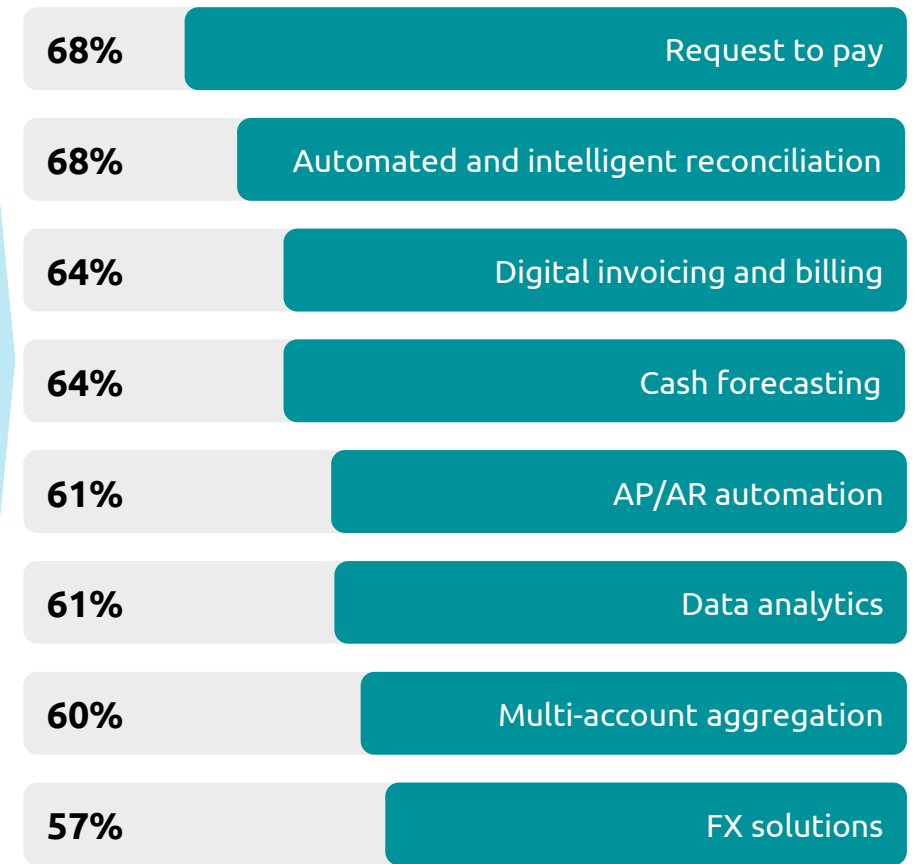 68% Request to pay
68% Automated and intelligent reconciliation
64% Digital invoicing and billing
64% Cash forecasting
61% AP/AR automation
61% Data analytics
60% Multi-account aggregation
57% FX solutions